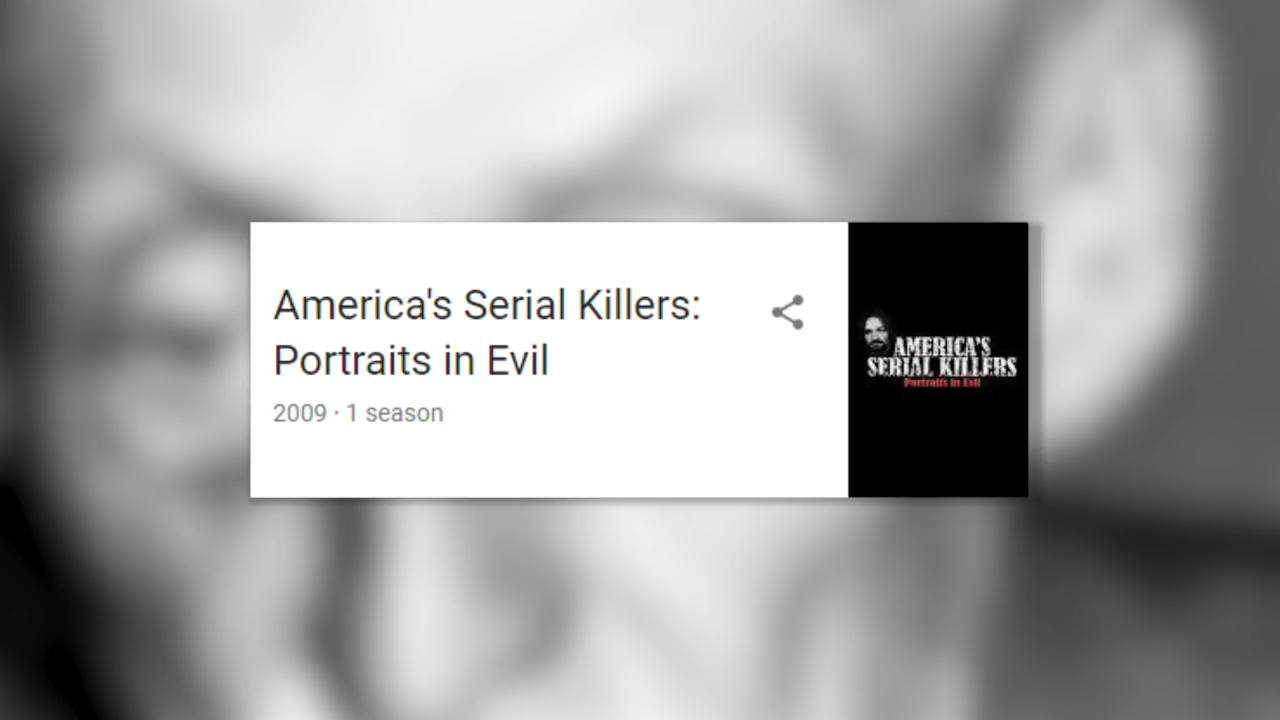 America's Serial Killers:
Portraits in Evil
2009 · 1 season
AMERICA'S
SERIAL KILLERS
Portraits in Evil